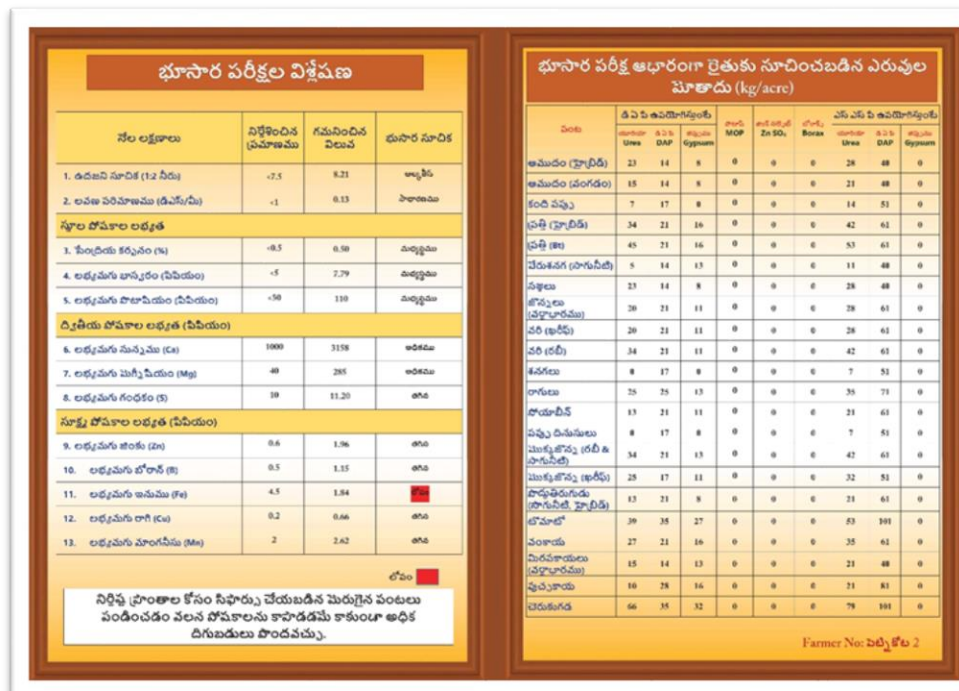 భూసార పరీక్షల విశ్లేషణ
నేల లక్షణాలు నిర్దేశించిన ప్రమాణము గమనించిన విలువ భుసార సూచిక
1. ఉదజని సూచిక (1:2 నీరు) <7.5 8.21 ఆల్కలీన్
2. లవణ పరిమాణము (డిఎస్/మీ) <1 0.13 సాధారణము
స్థూల పోషకాల లభ్యత
3. సేంద్రియ కర్బనం (%) <0.5 0.50 మధ్యస్థము
4. లభ్యమగు భాస్వరం (పిపియం) <5 7.79 మధ్యస్థము
5. లభ్యమగు పొటాషియం (పిపియం) <50 110 మధ్యస్థము
ద్వితీయ పోషకాల లభ్యత (పిపియం)
6. లభ్యమగు సున్నము (Ca) 1000 3158 అధికము
7. లభ్యమగు మెగ్నీషియం (Mg) 40 285 అధికము
8. లభ్యమగు గంధకం (S) 10 11.20 తగిన
సూక్ష్మ పోషకాల లభ్యత (పిపియం)
9. లభ్యమగు జింకు (Zn) 0.6 1.96 తగిన
10. లభ్యమగు బోరాన్ (B) 0.5 1.15 తగిన
11. లభ్యమగు ఇనుము (Fe) 4.5 1.84 లోపం
12. లభ్యమగు రాగి (Cu) 0.2 0.66 తగిన
13. లభ్యమగు మాంగనీసు (Mn) 2 2.62 తగిన
లోపం
నిర్దిష్ట ప్రాంతాల కోసం సిఫార్సు చేయబడిన మెరుగైన పంటలు
పండించడం వలన పోషకాలను కాపాడడమే కాకుండా అధిక
దిగుబడులు పొందవచ్చు.
భూసార పరీక్ష ఆధారంగా రైతుకు సూచించబడిన ఎరువుల
మోతాదు (kg/acre)
పంట డి ఏ పి ఉపయోగిస్తుంటే ఎస్ ఎస్ పి ఉపయోగిస్తుంటే
యూరియా Urea డి ఏ పి DAP జిప్సుము Gypsum పొటాష్ MOP జింక్ సల్ఫేట్ Zn SO₄ బోరాక్స్ Borax యూరియా Urea డి ఏ పి DAP జిప్సుము Gypsum
ఆముదం (హైబ్రిడ్) 23 14 8 0 0 0 28 40 0
ఆముదం (వంగడం) 15 14 8 0 0 0 21 40 0
కంది పప్పు 7 17 8 0 0 0 14 51 0
ప్రత్తి (హైబ్రిడ్) 34 21 16 0 0 0 42 61 0
ప్రత్తి (Bt) 45 21 16 0 0 0 53 61 0
వేరుశనగ (సాగునీటి) 5 14 13 0 0 0 11 40 0
సజ్జలు 23 14 8 0 0 0 28 40 0
జొన్నలు (వర్షాధారము) 20 21 11 0 0 0 28 61 0
వరి (ఖరీఫ్) 20 21 11 0 0 0 28 61 0
వరి (రబీ) 34 21 11 0 0 0 42 61 0
శనగలు 0 17 8 0 0 0 7 51 0
రాగులు 25 25 13 0 0 0 35 71 0
సోయాబీన్ 13 21 11 0 0 0 21 61 0
పప్పు దినుసులు 0 17 8 0 0 0 7 51 0
మొక్కజొన్న (రబీ & సాగునీటి) 34 21 13 0 0 0 42 61 0
మొక్కజొన్న (ఖరీఫ్) 25 17 11 0 0 0 32 51 0
పొద్దుతిరుగుడు (సాగునీటి, హైబ్రిడ్) 13 21 8 0 0 0 21 61 0
టొమాటో 39 35 27 0 0 0 53 101 0
వంకాయ 27 21 16 0 0 0 35 61 0
మిరపకాయలు (వర్షాధారము) 15 14 13 0 0 0 21 40 0
పుచ్చకాయ 10 28 16 0 0 0 21 81 0
చెరుకుగడ 66 35 32 0 0 0 79 101 0
Farmer No: పెట్నికోట 2